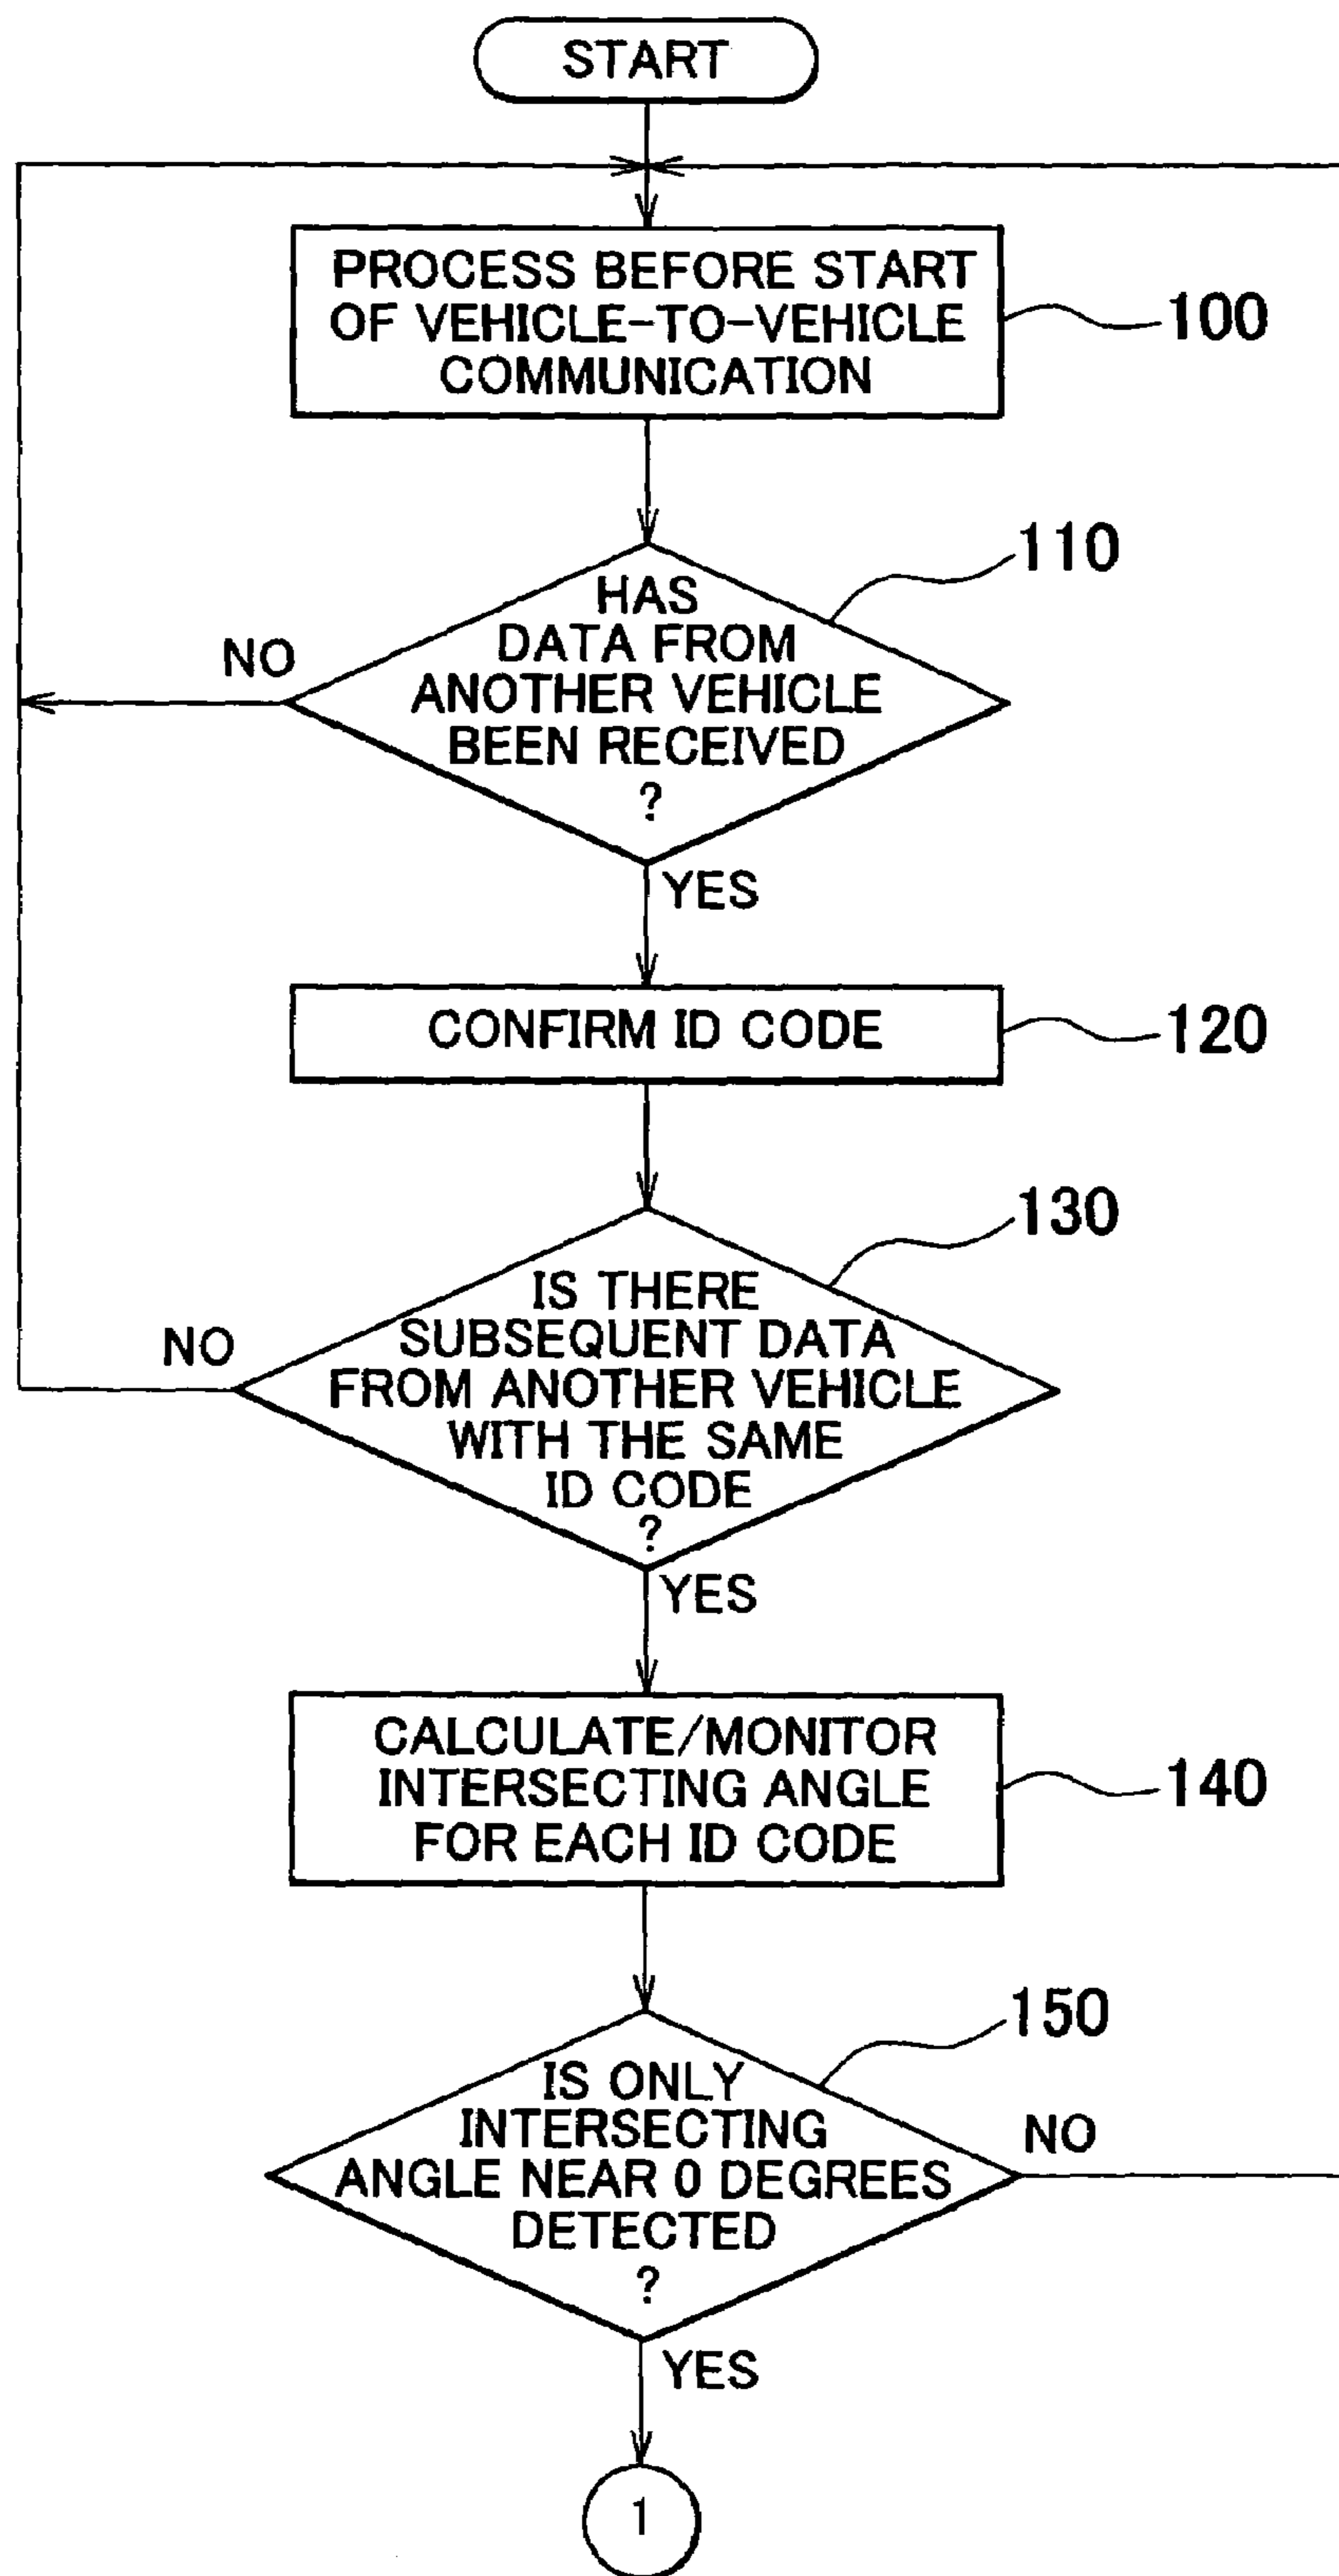 START
PROCESS BEFORE START
OF VEHICLE-TO-VEHICLE
COMMUNICATION
100
110
HAS
DATA FROM
ANOTHER VEHICLE
BEEN RECEIVED
?
NO
YES
CONFIRM ID CODE
120
130
IS THERE
SUBSEQUENT DATA
FROM ANOTHER VEHICLE
WITH THE SAME
ID CODE
?
NO
YES
CALCULATE/MONITOR
INTERSECTING ANGLE
FOR EACH ID CODE
140
150
IS ONLY
INTERSECTING
ANGLE NEAR 0 DEGREES
DETECTED
?
NO
YES
1